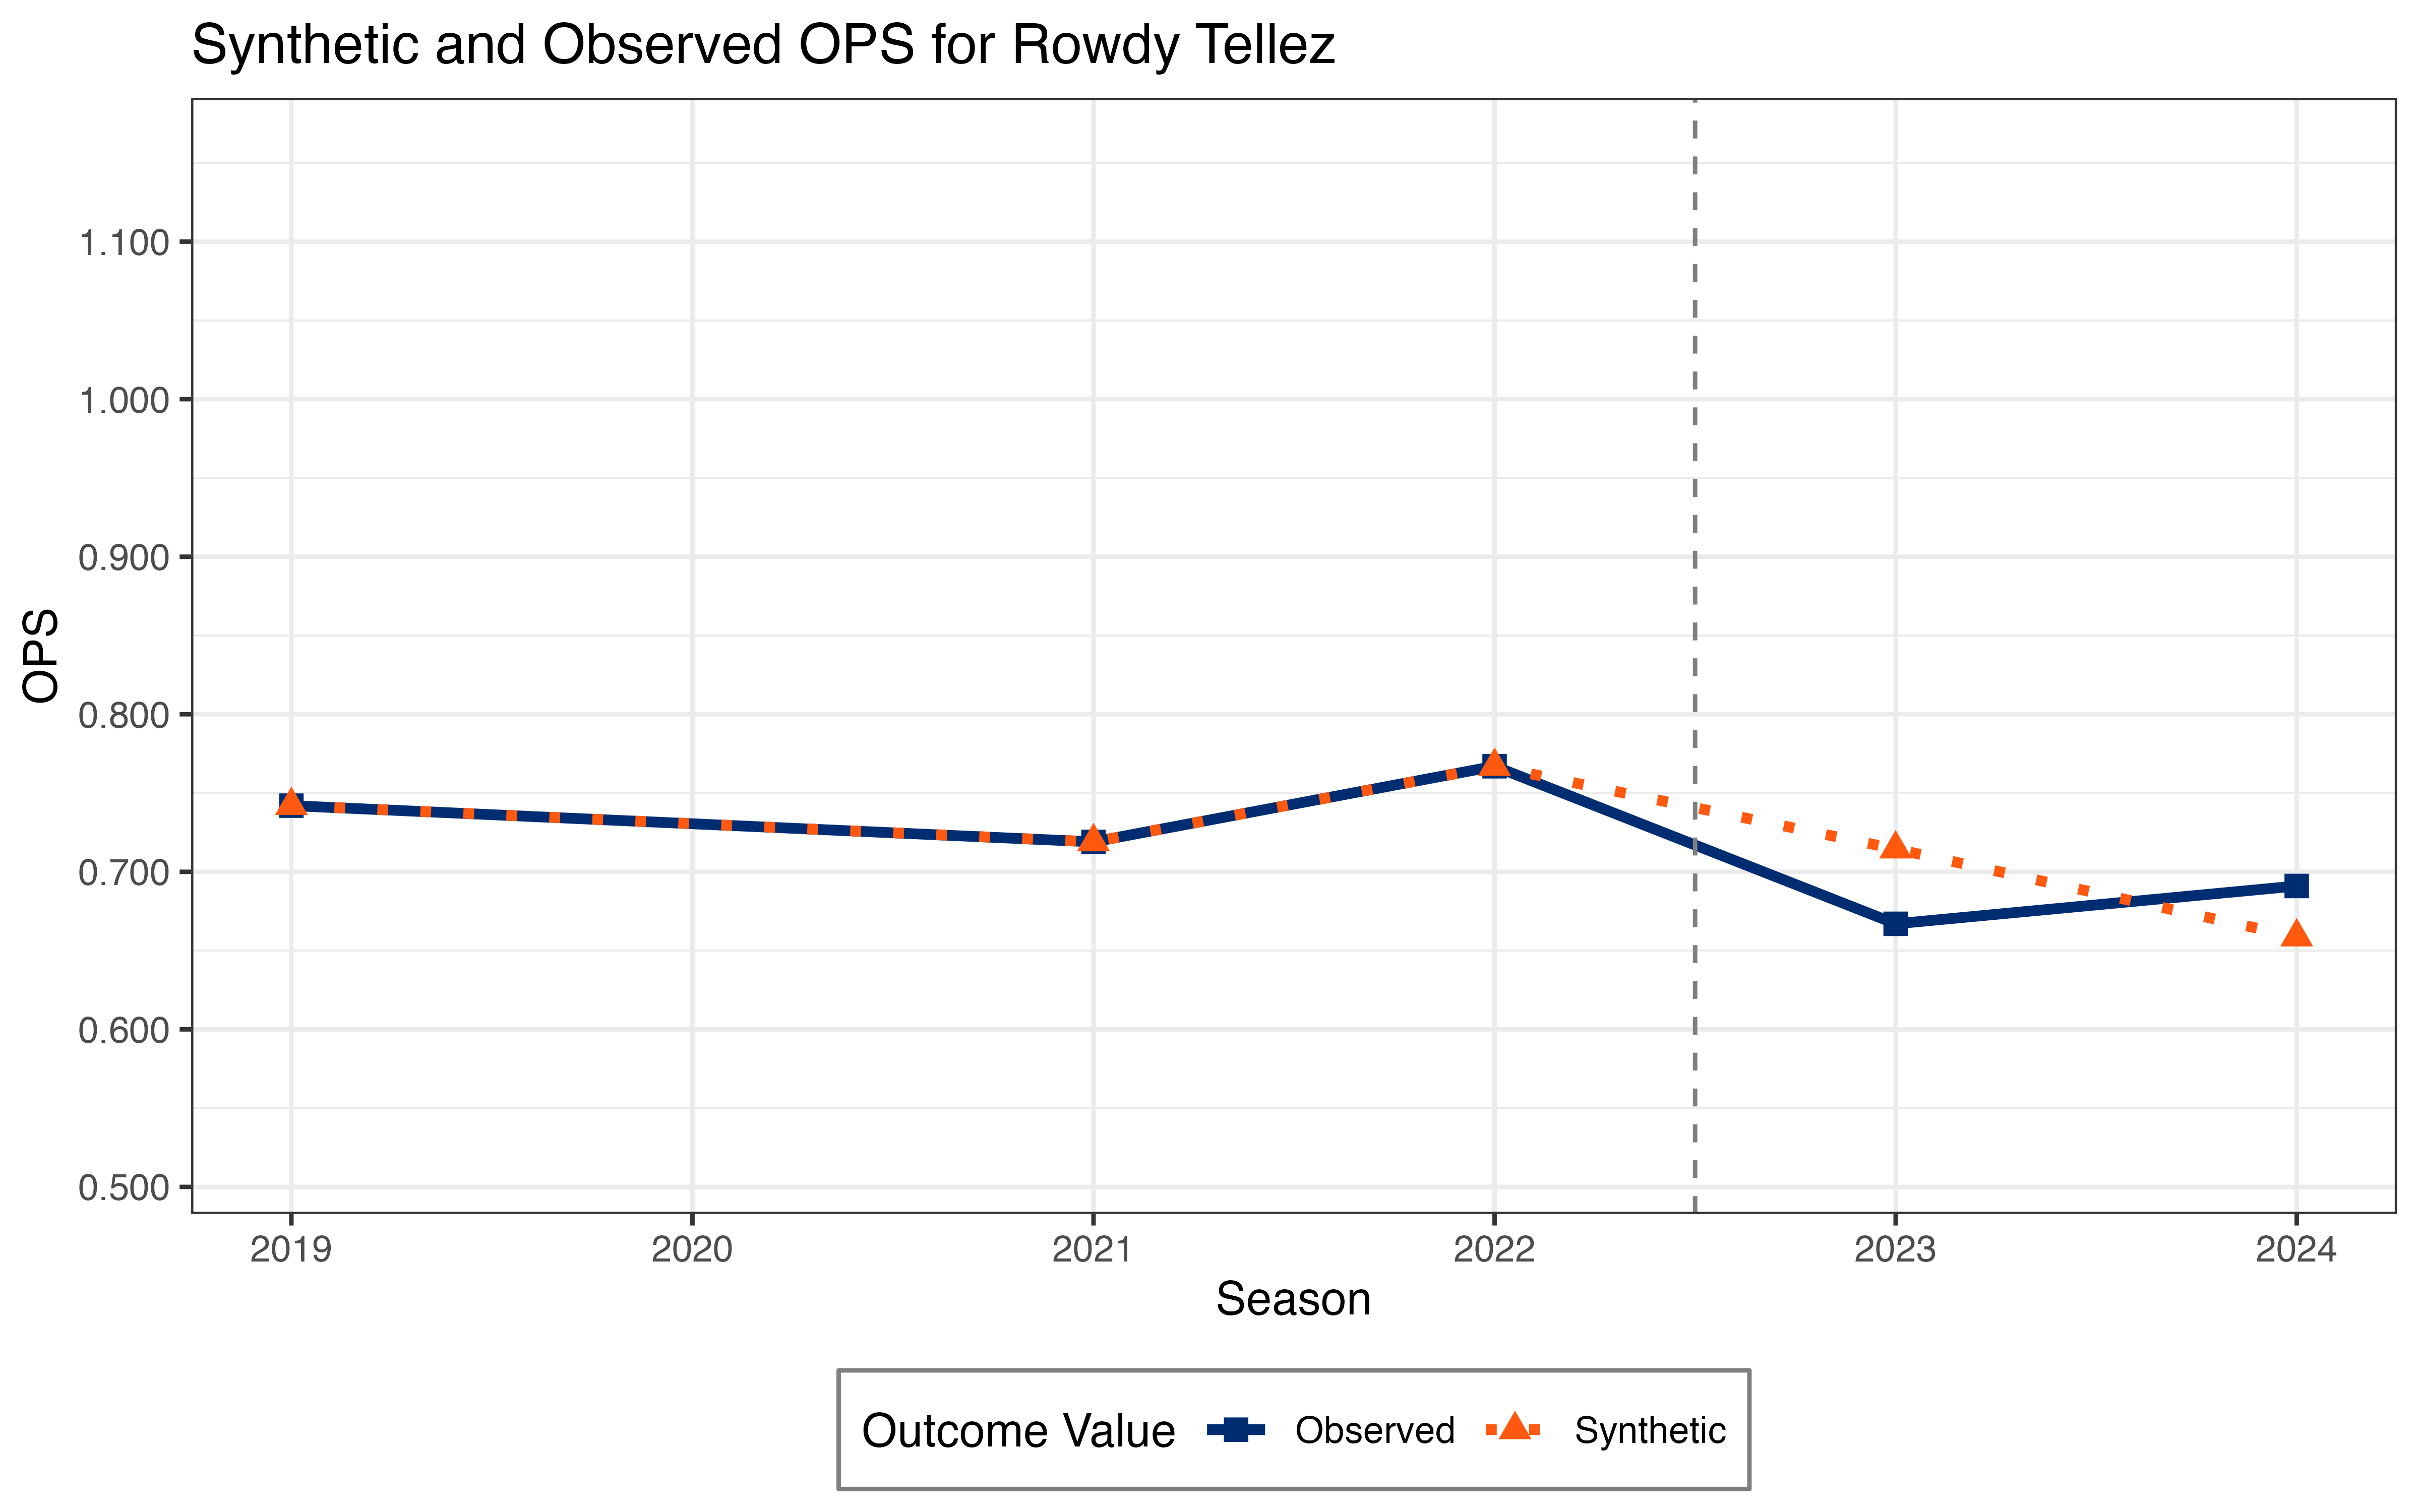 Synthetic and Observed OPS for Rowdy Tellez
OPS
1.100
1.000
0.900
0.800
0.700
0.600
0.500
2019 2020 2021 2022 2023 2024
Season
Outcome Value Observed Synthetic